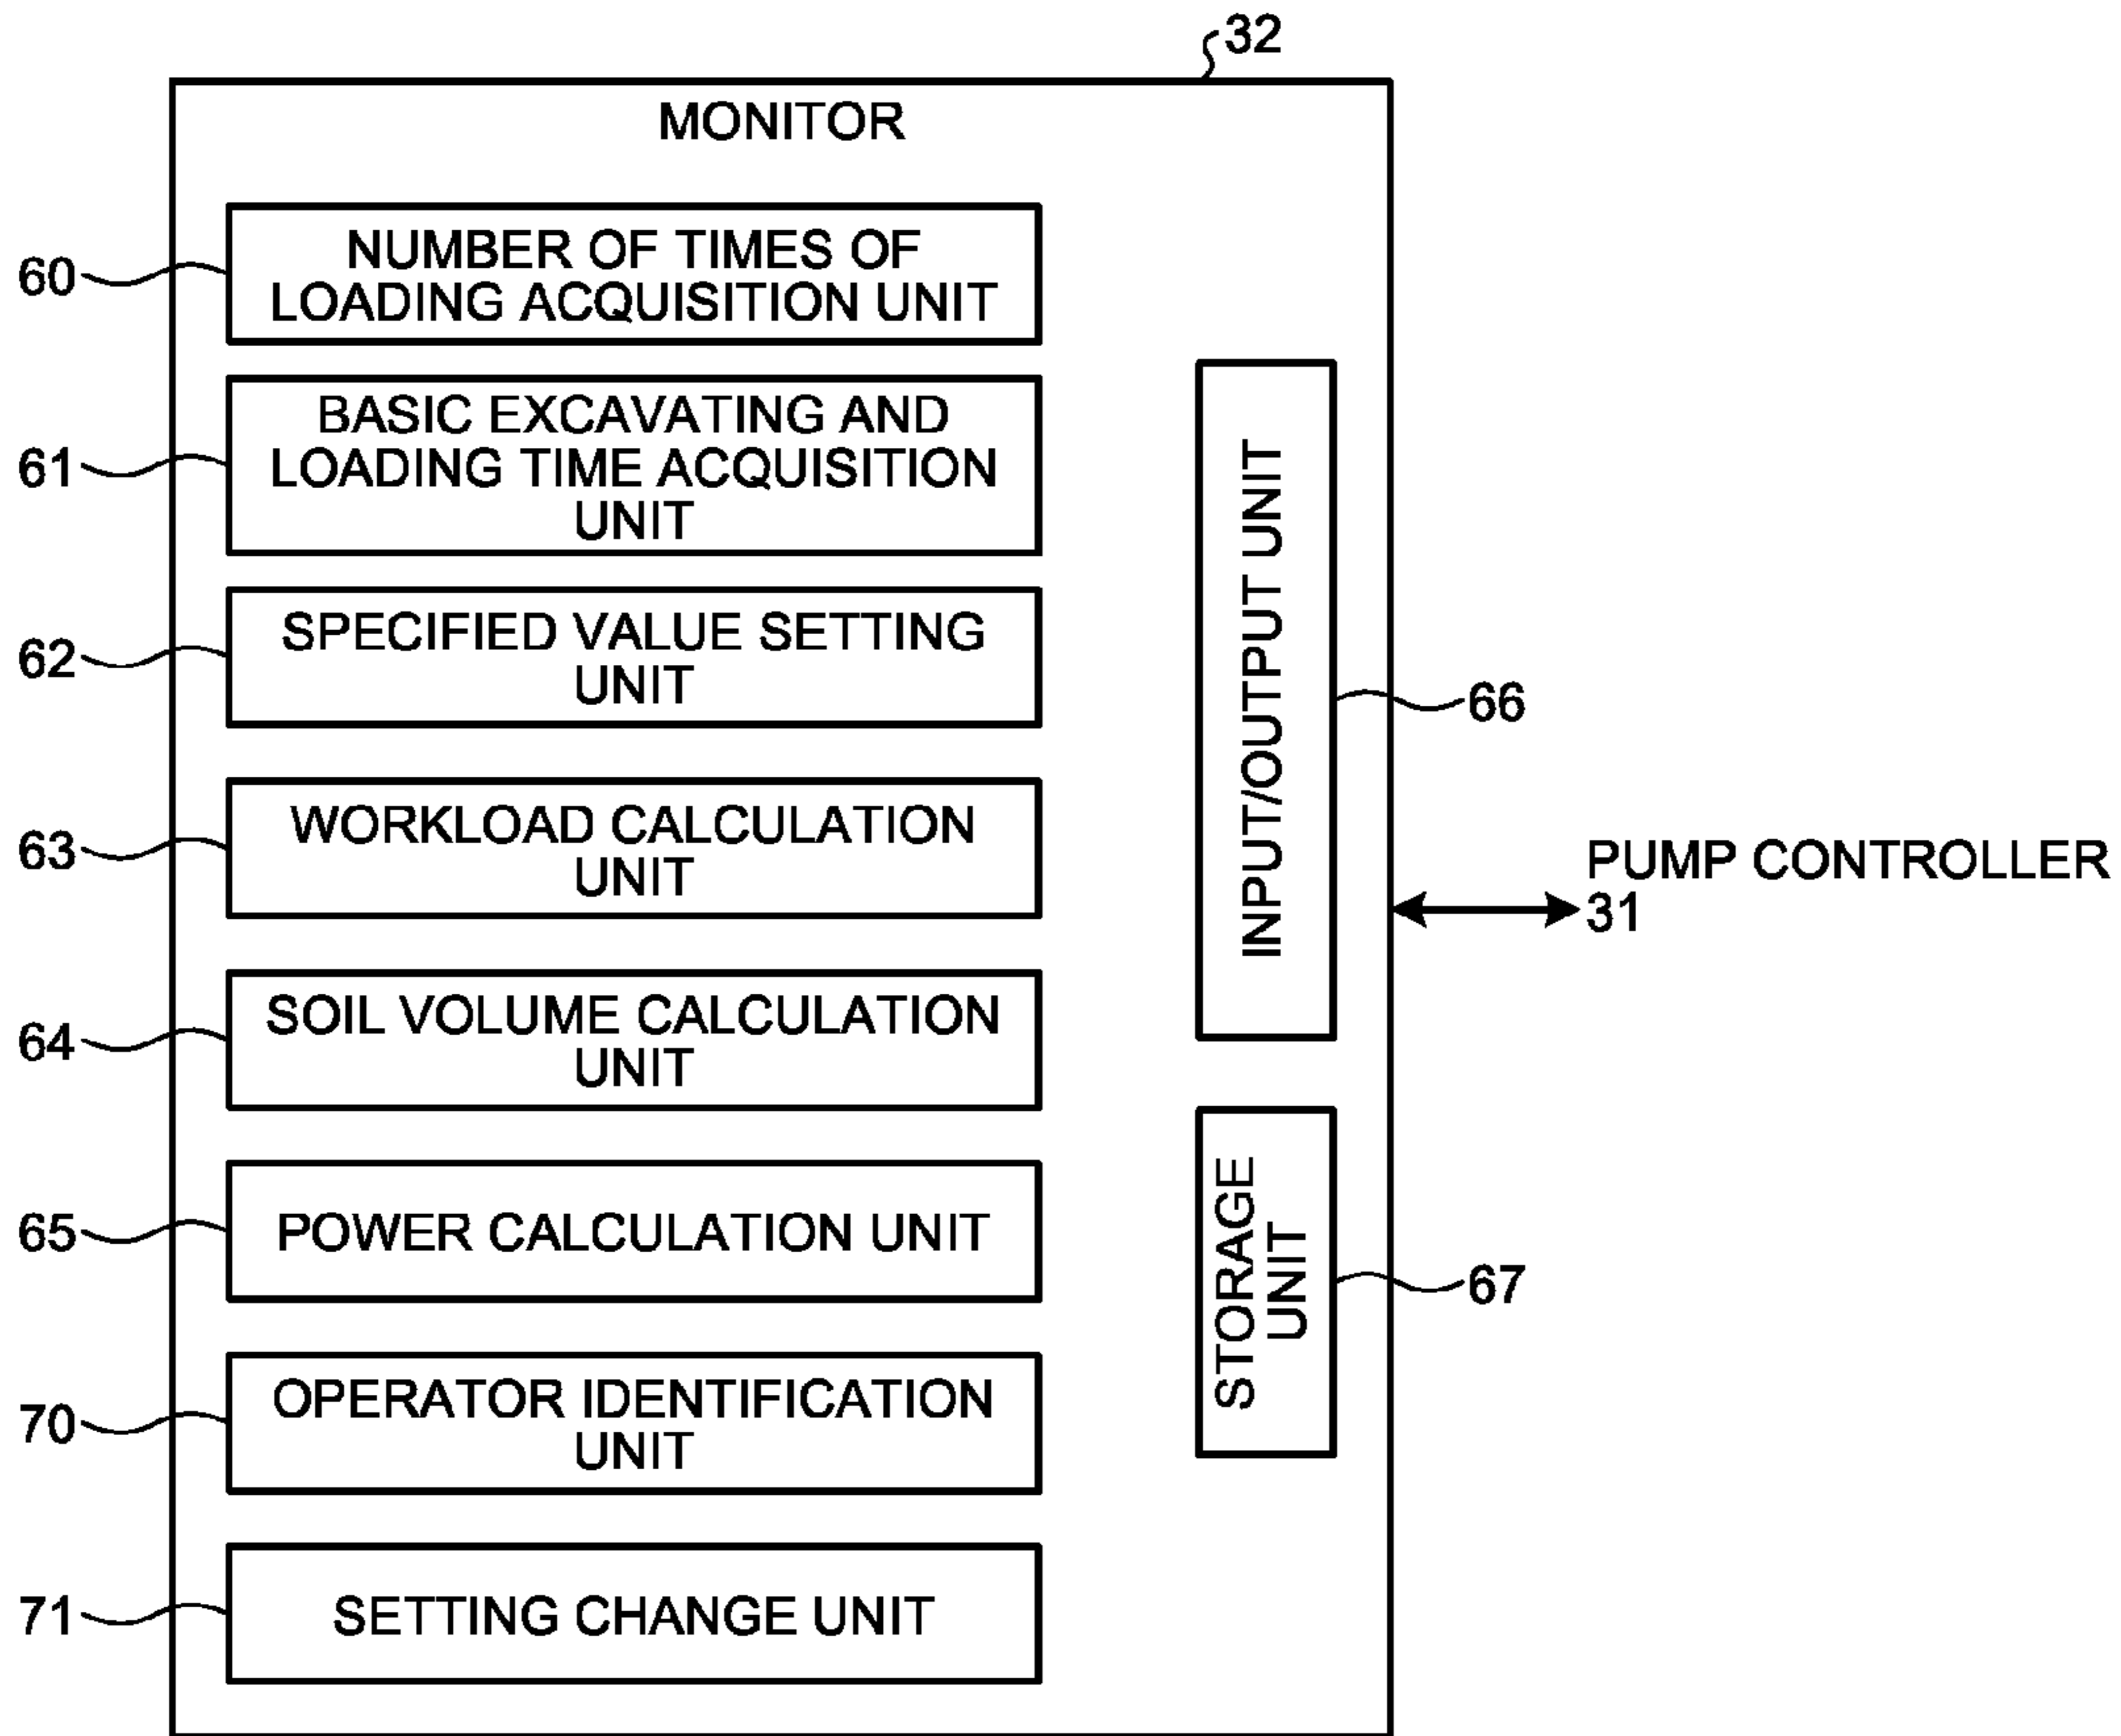 32
MONITOR
60
NUMBER OF TIMES OF
LOADING ACQUISITION UNIT
61
BASIC EXCAVATING AND
LOADING TIME ACQUISITION
UNIT
62
SPECIFIED VALUE SETTING
UNIT
63
WORKLOAD CALCULATION
UNIT
64
SOIL VOLUME CALCULATION
UNIT
65
POWER CALCULATION UNIT
70
OPERATOR IDENTIFICATION
UNIT
71
SETTING CHANGE UNIT
INPUT/OUTPUT UNIT
66
STORAGE
UNIT
67
PUMP CONTROLLER
31